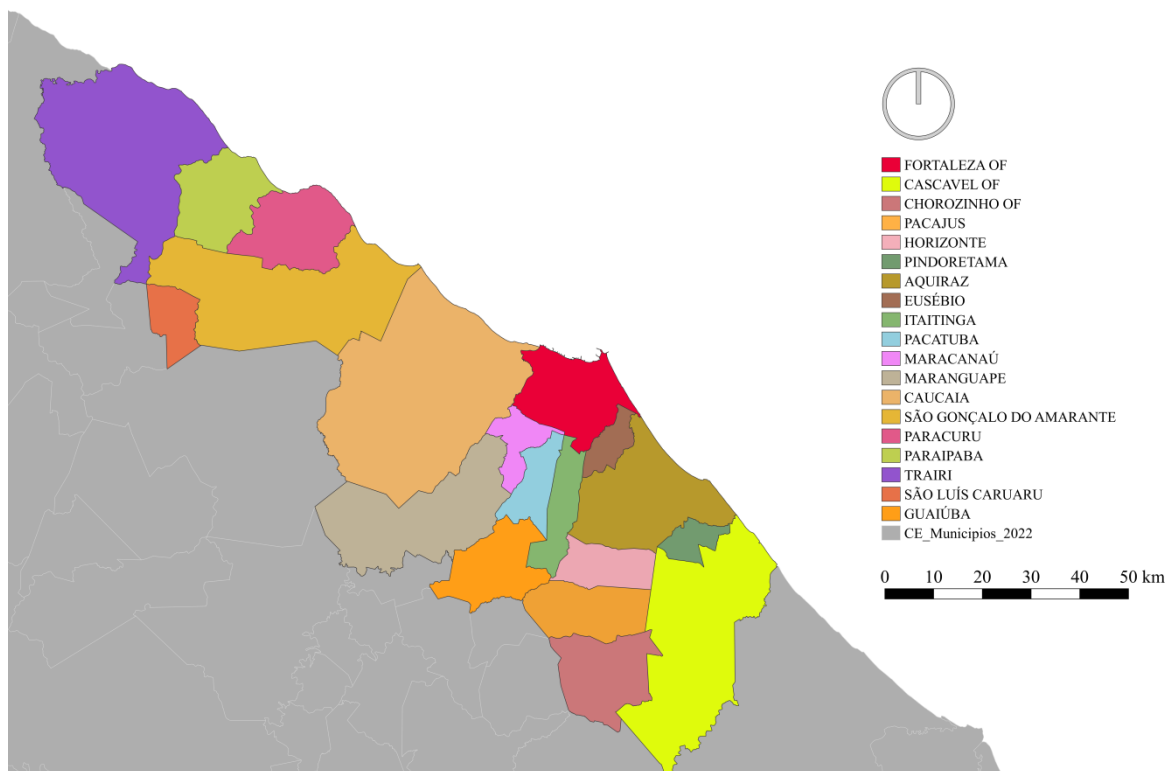 FORTALEZA OF
CASCAVEL OF
CHOROZINHO OF
PACAJUS
HORIZONTE
PINDORETAMA
AQUIRAZ
EUSÉBIO
ITAITINGA
PACATUBA
MARACANAÚ
MARANGUAPE
CAUCAIA
SÃO GONÇALO DO AMARANTE
PARACURU
PARAIPABA
TRAIRI
SÃO LUÍS CARUARU
GUAIÚBA
CE_Municipios_2022
0 10 20 30 40 50 km